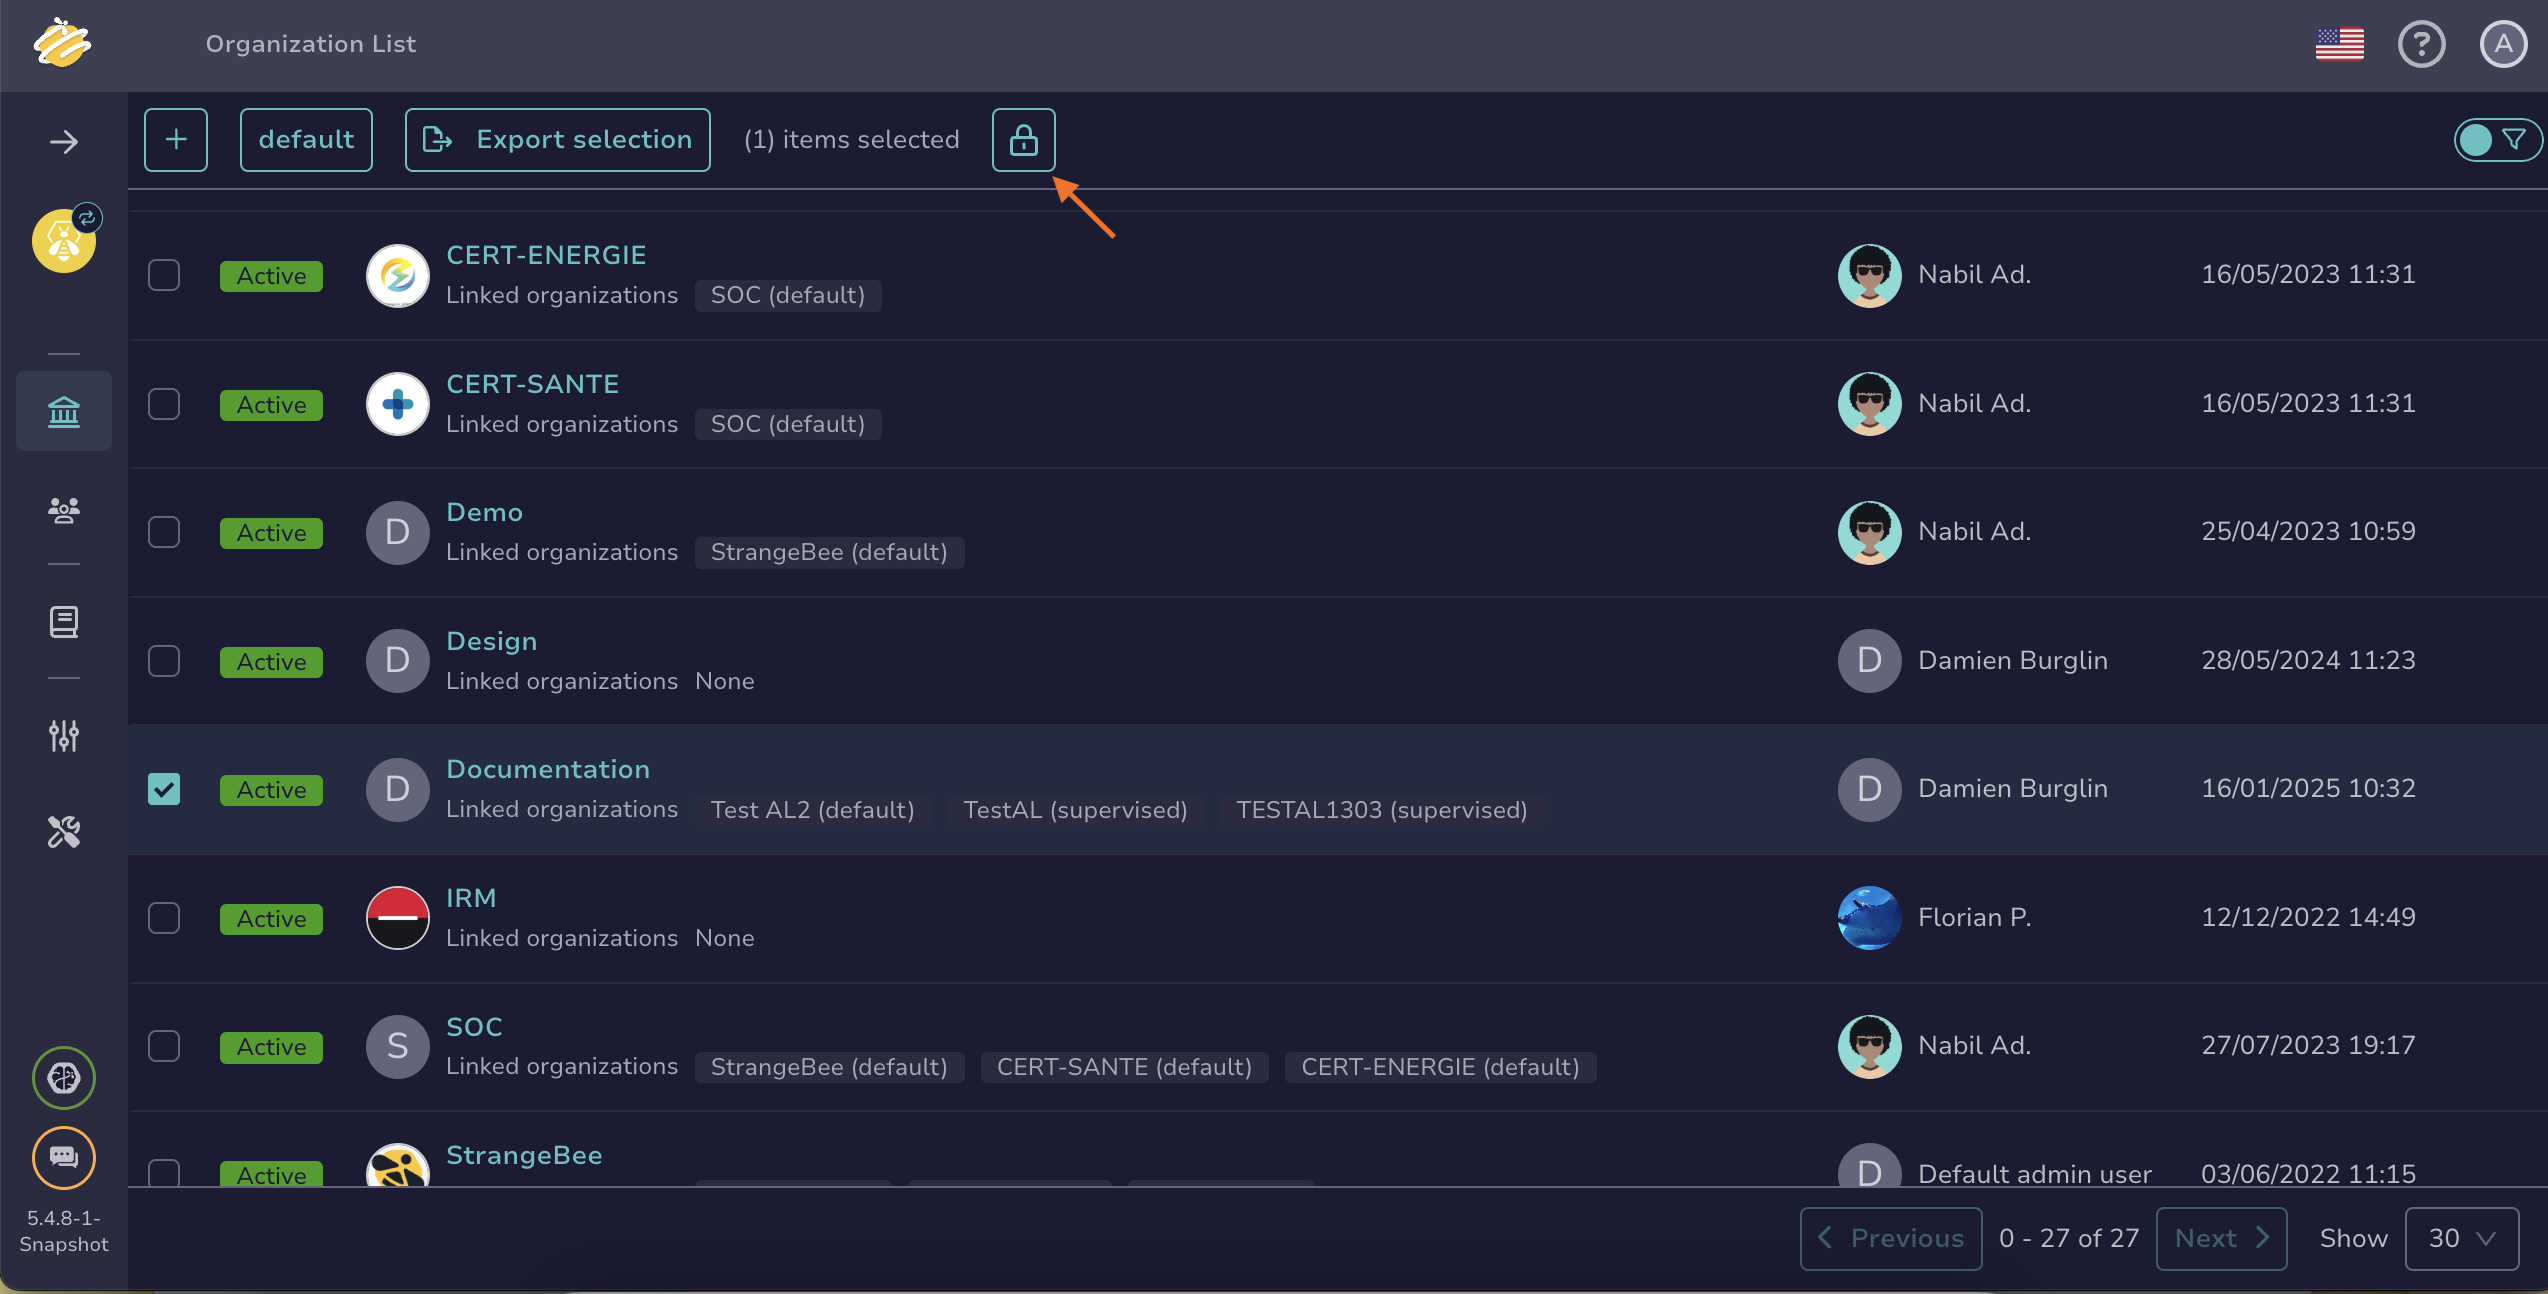 Organization List
A
+ default Export selection (1) items selected
Active CERT-ENERGIE Nabil Ad. 16/05/2023 11:31
Linked organizations SOC (default)
Active CERT-SANTE Nabil Ad. 16/05/2023 11:31
Linked organizations SOC (default)
Active D Demo Nabil Ad. 25/04/2023 10:59
Linked organizations StrangeBee (default)
Active D Design D Damien Burglin 28/05/2024 11:23
Linked organizations None
Active D Documentation D Damien Burglin 16/01/2025 10:32
Linked organizations Test AL2 (default) TestAL (supervised) TESTAL1303 (supervised)
Active IRM Florian P. 12/12/2022 14:49
Linked organizations None
Active S SOC Nabil Ad. 27/07/2023 19:17
Linked organizations StrangeBee (default) CERT-SANTE (default) CERT-ENERGIE (default)
Active StrangeBee D Default admin user 03/06/2022 11:15
5.4.8-1-
Snapshot
Previous 0 - 27 of 27 Next Show 30